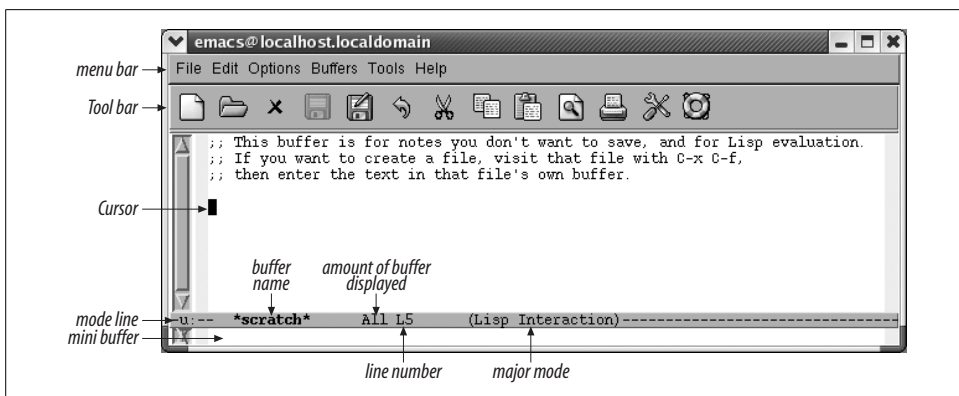 emacs@localhost.localdomain
menu bar
File Edit Options Buffers Tools Help
Tool bar
;; This buffer is for notes you don't want to save, and for Lisp evaluation.
;; If you want to create a file, visit that file with C-x C-f,
;; then enter the text in that file's own buffer.
Cursor
buffer name
amount of buffer displayed
mode line
-u:-- *scratch* All L5 (Lisp Interaction)--------------------------------
mini buffer
line number
major mode